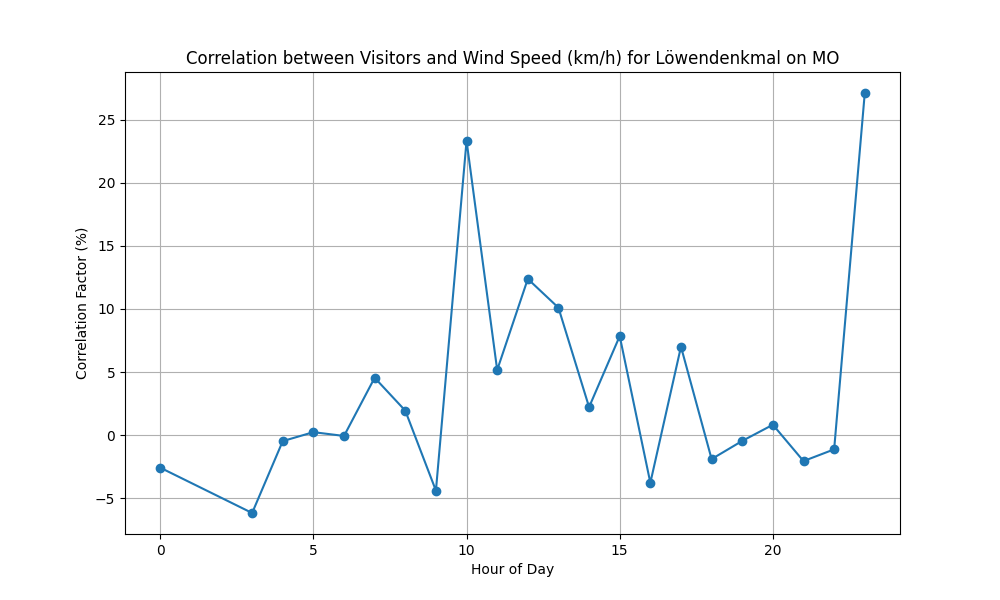 Correlation between Visitors and Wind Speed (km/h) for Löwendenkmal on MO
25
20
15
10
5
0
−5
Correlation Factor (%)
0 5 10 15 20
Hour of Day